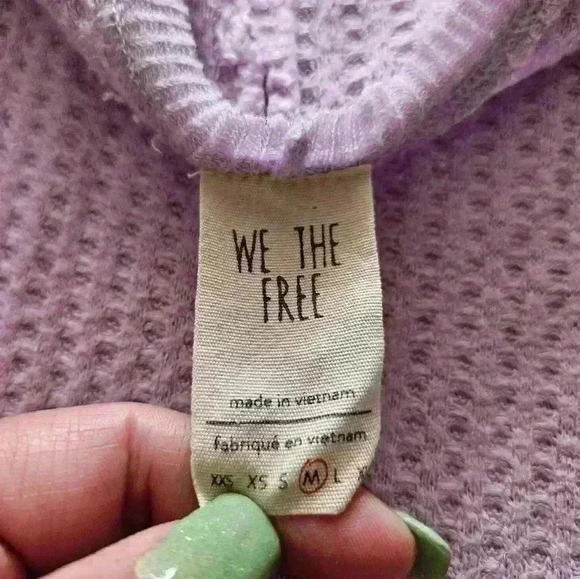 WE THE
FREE
made in vietnam
fabriqué en vietnam
XXS XS S M L